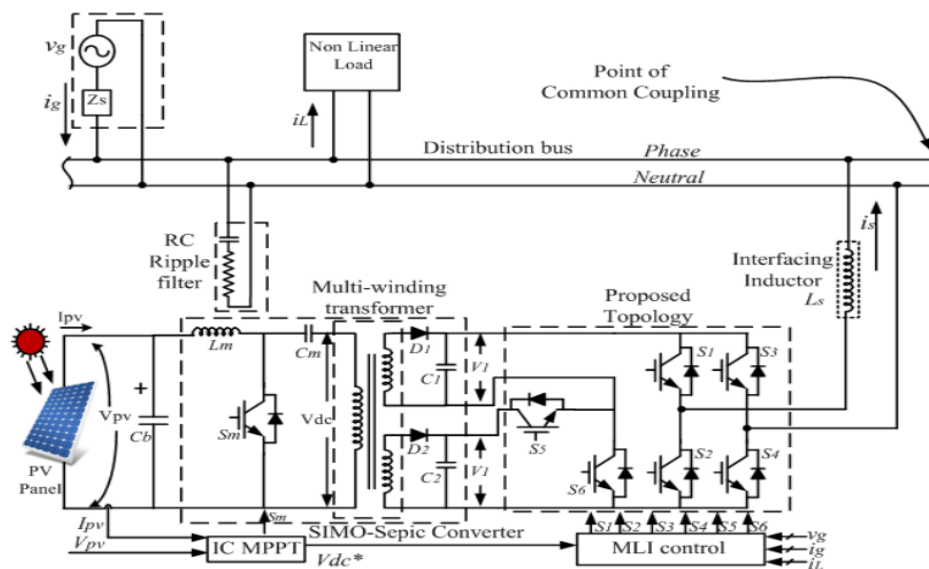 vg
Zs
ig
Non Linear
Load
iL
Point of
Common Coupling
Distribution bus
Phase
Neutral
is
RC
Ripple
filter
Interfacing
Inductor
Ls
Multi-winding
transformer
Proposed
Topology
Ipv
Lm
Cm
D1
C1
V1
S1
S3
Vpv
Cb
Sm
Vdc
S5
D2
C2
V1
S6
S2
S4
PV
Panel
Ipv
Vpv
Sm
SIMO-Sepic Converter
S1
S2
S3
S4
S5
S6
IC MPPT
Vdc*
MLI control
vg
ig
iL